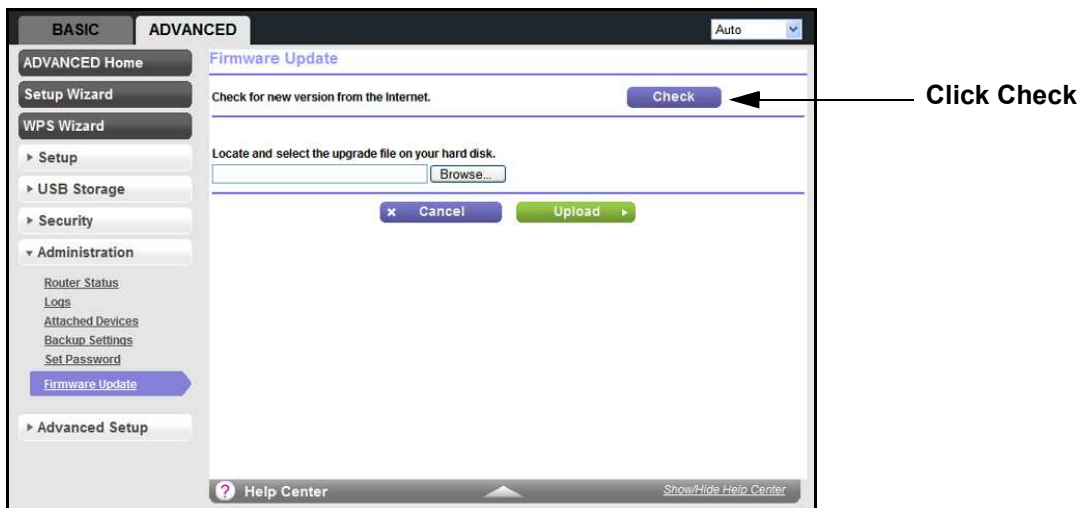 BASIC
ADVANCED
Auto
ADVANCED Home
Setup Wizard
WPS Wizard
Setup
USB Storage
Security
Administration
Router Status
Logs
Attached Devices
Backup Settings
Set Password
Firmware Update
Advanced Setup
Firmware Update
Check for new version from the Internet.
Check
Click Check
Locate and select the upgrade file on your hard disk.
Browse...
x Cancel
Upload
? Help Center
Show/Hide Help Center